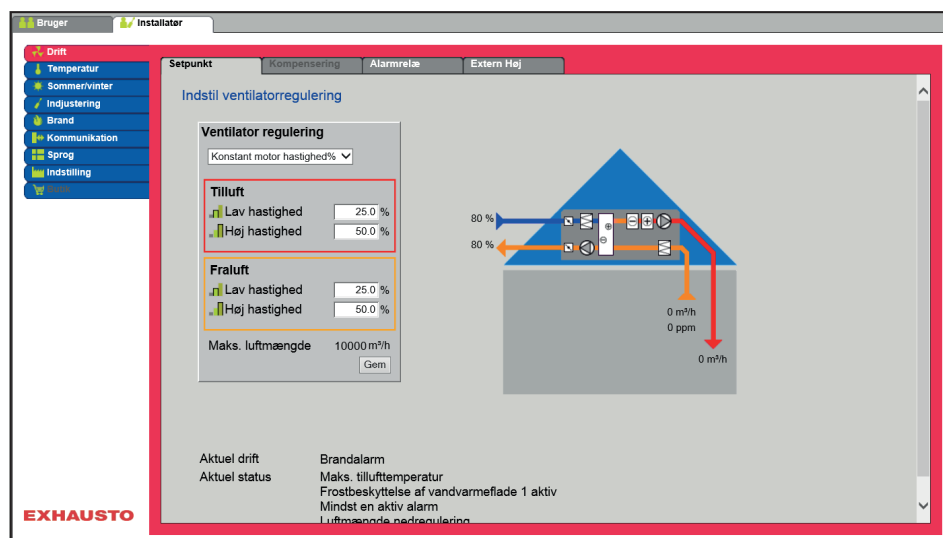 Bruger
Installatør
Drift
Temperatur
Sommer/vinter
Indjustering
Brand
Kommunikation
Sprog
Indstilling
Butik
EXHAUSTO
Setpunkt
Kompensering
Alarmrelæ
Extern Høj
Indstil ventilatorregulering
Ventilator regulering
Konstant motor hastighed%
Tilluft
Lav hastighed 25.0 %
Høj hastighed 50.0 %
Fraluft
Lav hastighed 25.0 %
Høj hastighed 50.0 %
Maks. luftmængde 10000 m³/h
Gem
80 %
80 %
0 m³/h
0 ppm
0 m³/h
Aktuel drift Brandalarm
Aktuel status Maks. tillufttemperatur
Frostbeskyttelse af vandvarmeflade 1 aktiv
Mindst en aktiv alarm
Luftmængde nedregulering